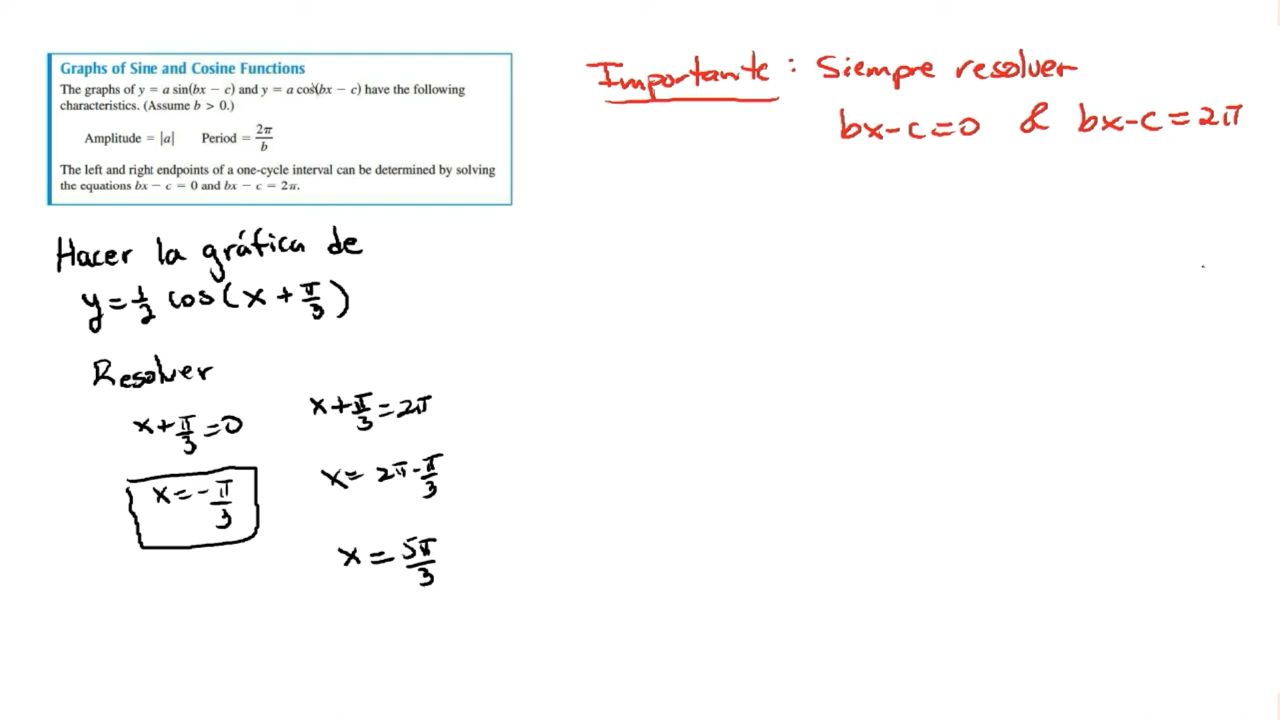 Graphs of Sine and Cosine Functions
The graphs of y = a sin(bx − c) and y = a cos(bx − c) have the following
characteristics. (Assume b > 0.)
Amplitude = |a| Period = 2π/b
The left and right endpoints of a one-cycle interval can be determined by solving
the equations bx − c = 0 and bx − c = 2π.
Importante: Siempre resolver
bx-c=0 & bx-c=2π
Hacer la gráfica de
y=1/2 cos(x+π/3)
Resolver
x+π/3=0
x=-π/3
x+π/3=2π
x=2π-π/3
x=5π/3